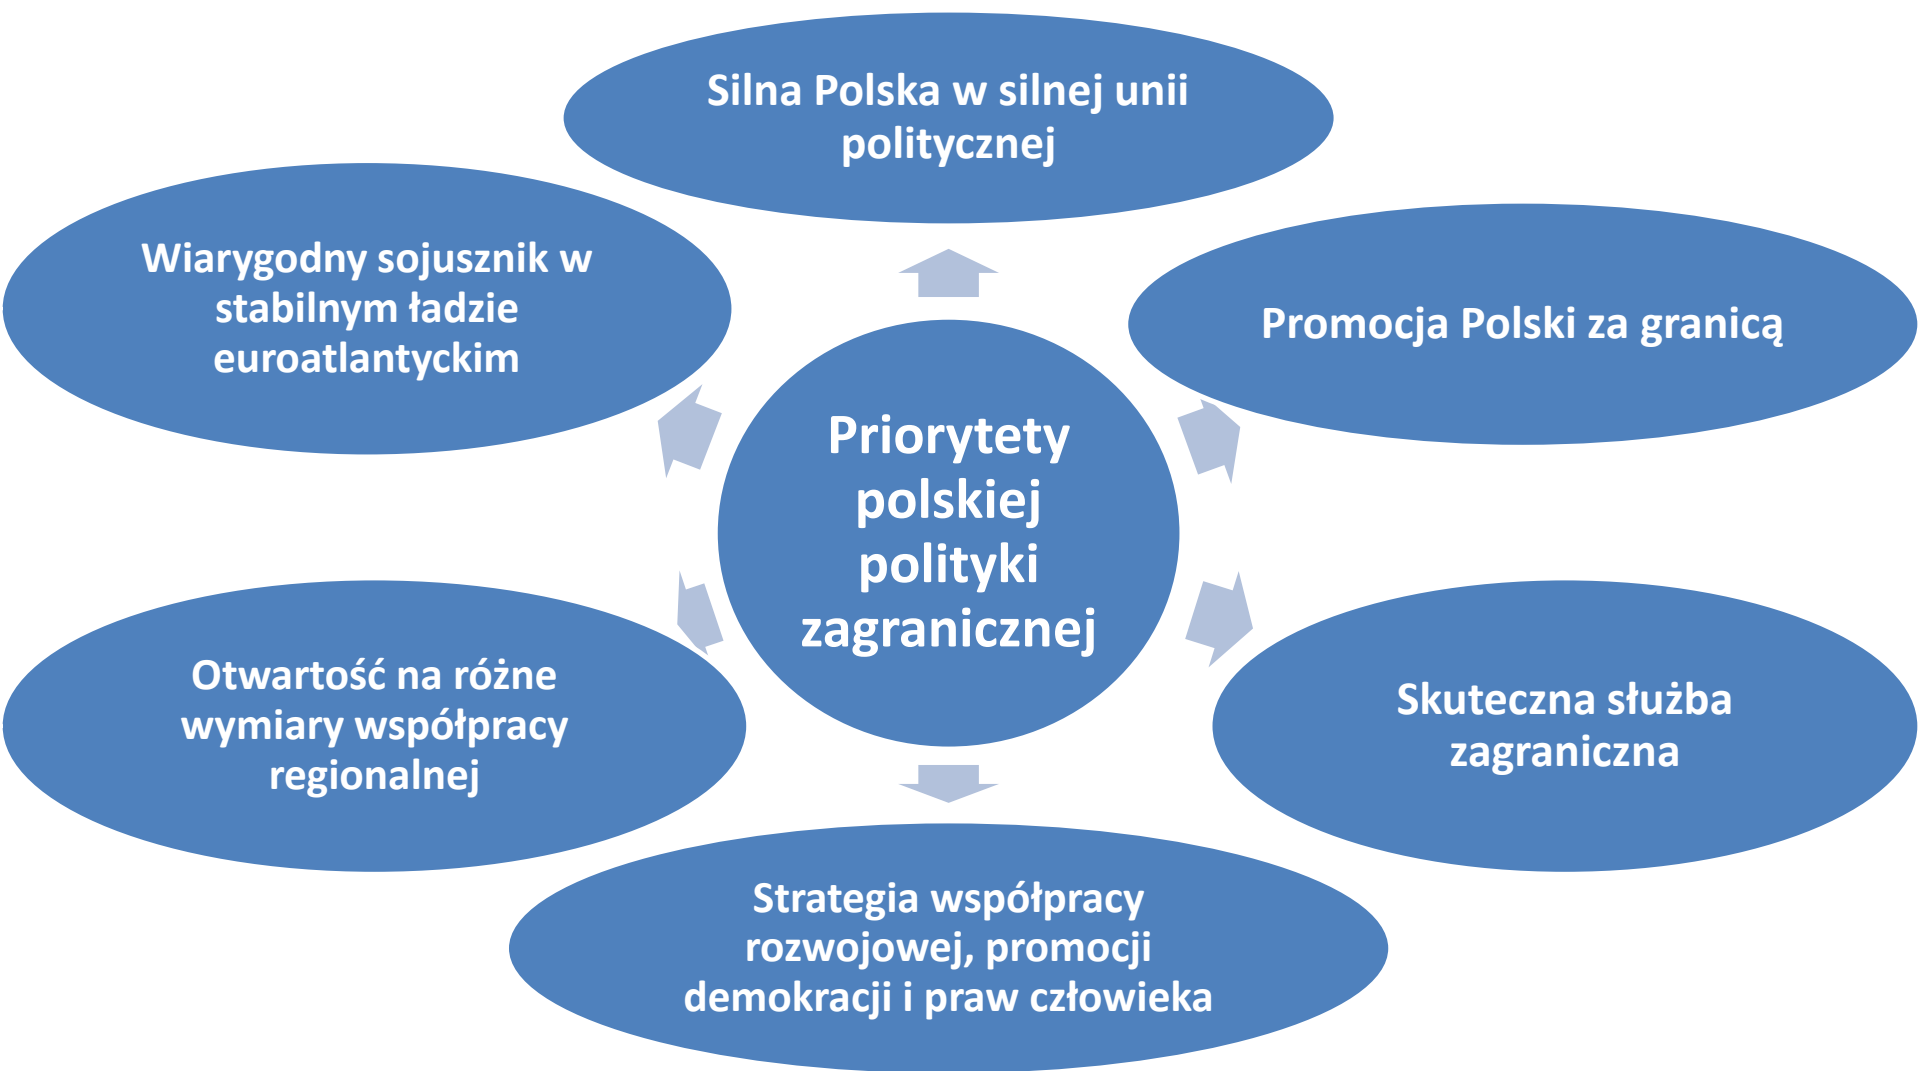 Silna Polska w silnej unii
politycznej
Wiarygodny sojusznik w
stabilnym ładzie
euroatlantyckim
Promocja Polski za granicą
Priorytety
polskiej
polityki
zagranicznej
Otwartość na różne
wymiary współpracy
regionalnej
Skuteczna służba
zagraniczna
Strategia współpracy
rozwojowej, promocji
demokracji i praw człowieka